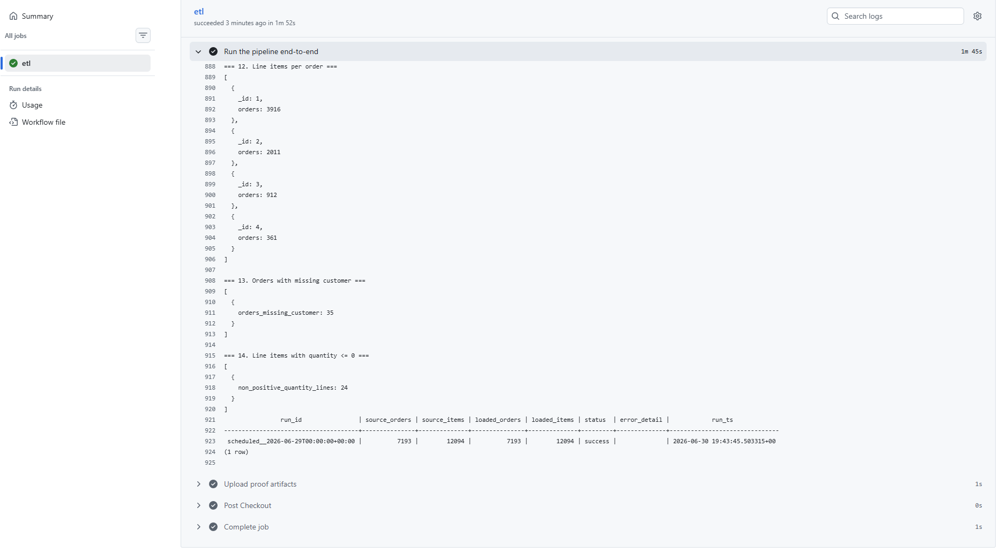 Summary
All jobs
etl
Run details
Usage
Workflow file
etl
succeeded 3 minutes ago in 1m 52s
Search logs
Run the pipeline end-to-end 1m 45s
888 === 12. Line items per order ===
889 [
890   {
891     _id: 1,
892     orders: 3916
893   },
894   {
895     _id: 2,
896     orders: 2011
897   },
898   {
899     _id: 3,
900     orders: 912
901   },
902   {
903     _id: 4,
904     orders: 361
905   }
906 ]
907
908 === 13. Orders with missing customer ===
909 [
910   {
911     orders_missing_customer: 35
912   }
913 ]
914
915 === 14. Line items with quantity <= 0 ===
916 [
917   {
918     non_positive_quantity_lines: 24
919   }
920 ]
921                 run_id                | source_orders | source_items | loaded_orders | loaded_items | status  | error_detail |            run_ts
922 --------------------------------------+---------------+--------------+---------------+--------------+---------+--------------+-------------------------------
923  scheduled__2026-06-29T00:00:00+00:00 |          7193 |        12094 |          7193 |        12094 | success |              | 2026-06-30 19:43:45.503315+00
924 (1 row)
925
Upload proof artifacts 1s
Post Checkout 0s
Complete job 1s